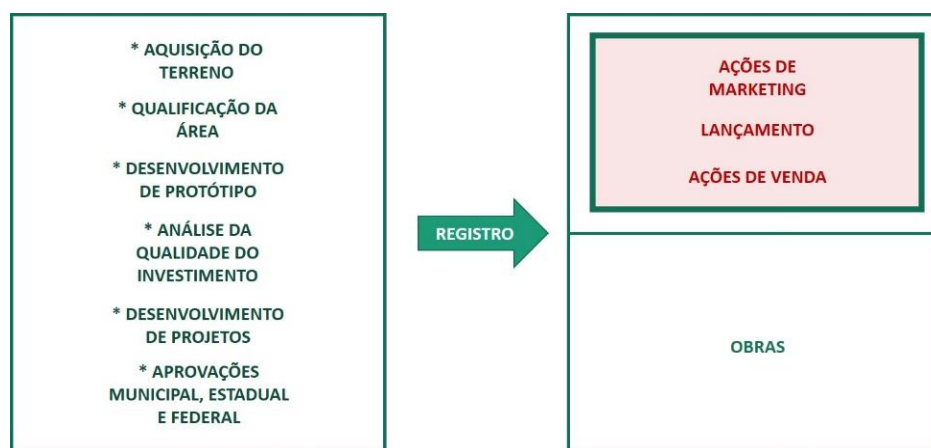 * AQUISIÇÃO DO
TERRENO
* QUALIFICAÇÃO DA
ÁREA
* DESENVOLVIMENTO
DE PROTÓTIPO
* ANÁLISE DA
QUALIDADE DO
INVESTIMENTO
* DESENVOLVIMENTO
DE PROJETOS
* APROVAÇÕES
MUNICIPAL, ESTADUAL
E FEDERAL
REGISTRO
AÇÕES DE
MARKETING
LANÇAMENTO
AÇÕES DE VENDA
OBRAS